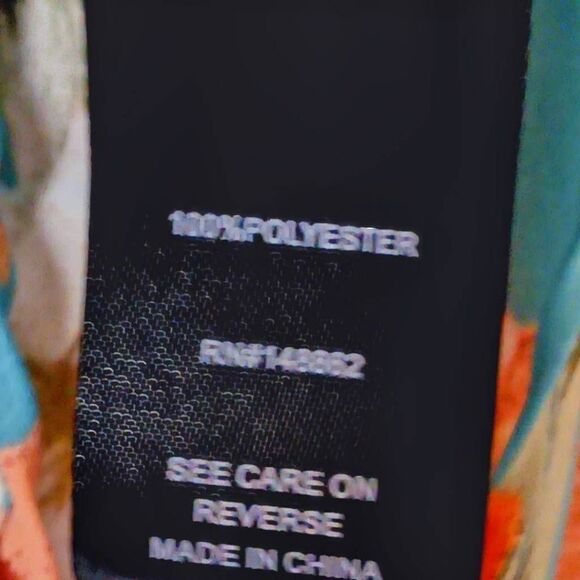 100%POLYESTER
SEE CARE ON
REVERSE
MADE IN CHINA